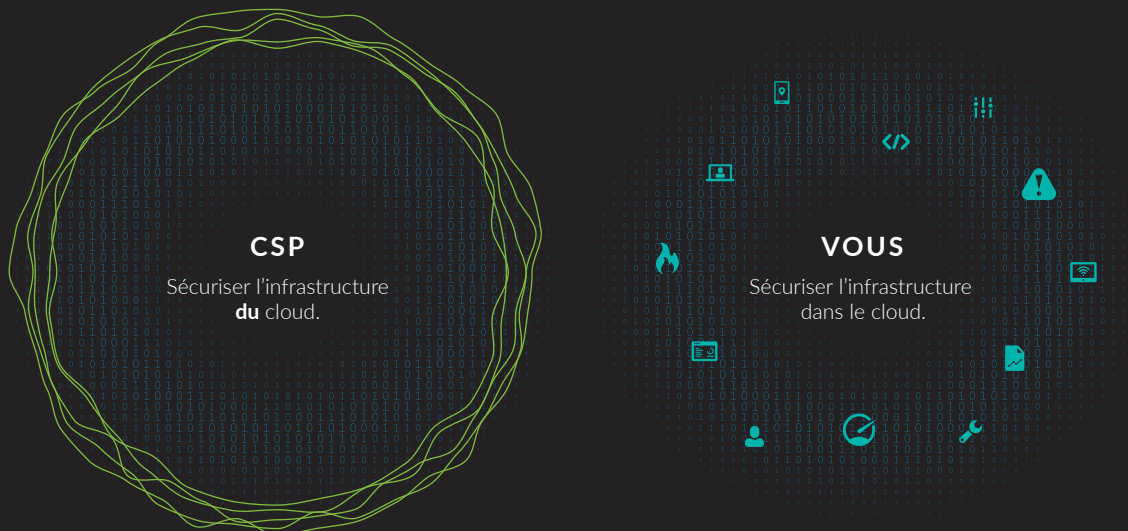 CSP
Sécuriser l’infrastructure
du cloud.
VOUS
Sécuriser l’infrastructure
dans le cloud.